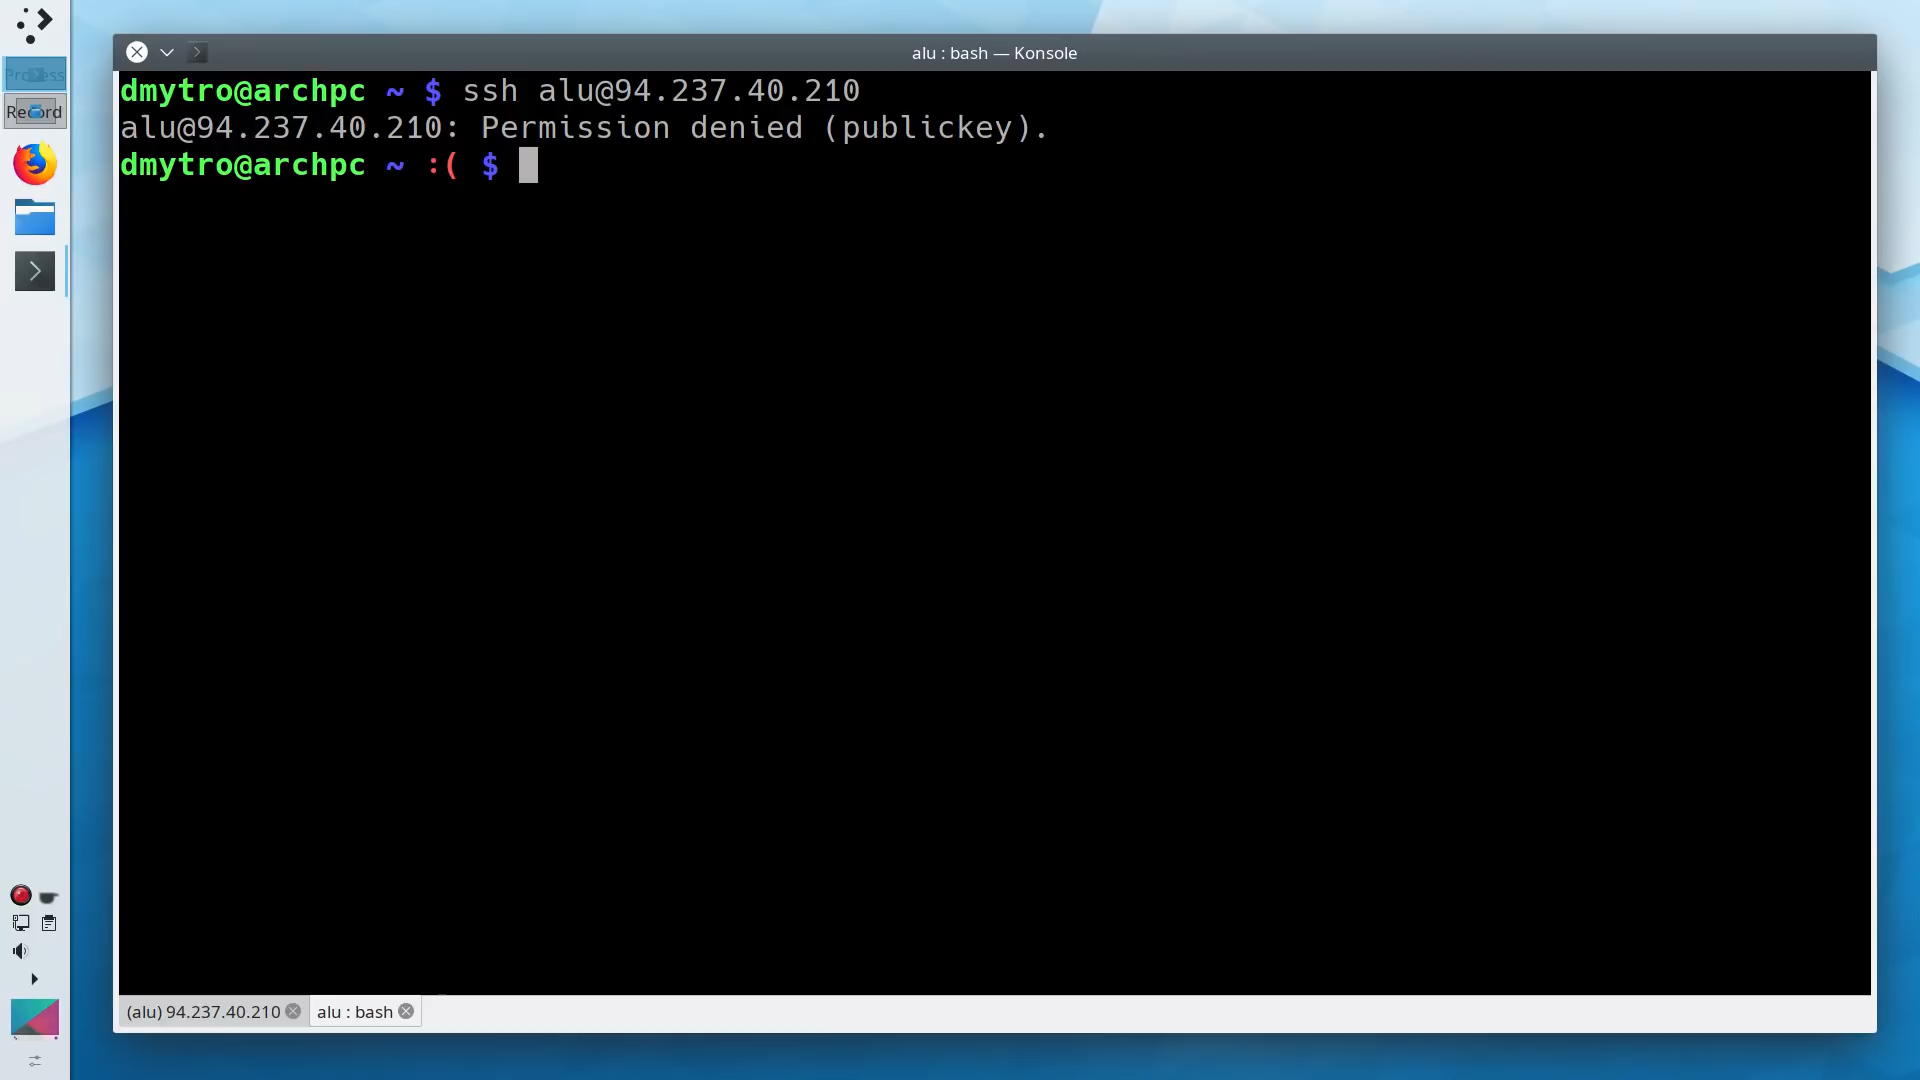 alu : bash — Konsole
Process
Record
dmytro@archpc ~ $ ssh alu@94.237.40.210
alu@94.237.40.210: Permission denied (publickey).
dmytro@archpc ~ :( $
(alu) 94.237.40.210
alu : bash